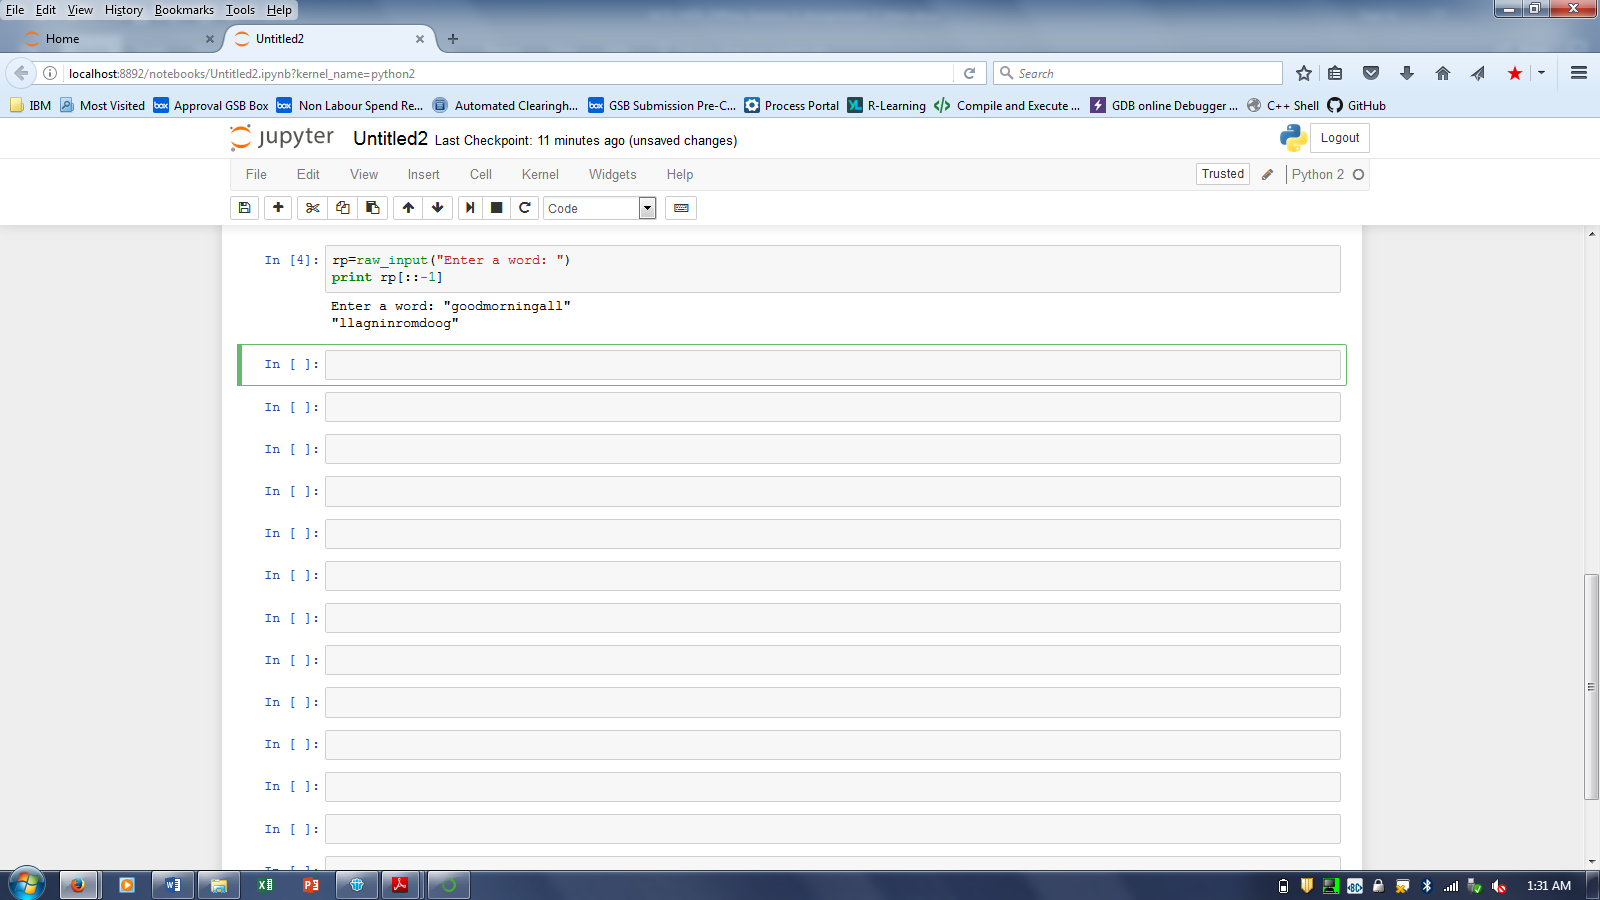 File Edit View History Bookmarks Tools Help
Home Untitled2
localhost:8892/notebooks/Untitled2.ipynb?kernel_name=python2 Search
IBM Most Visited Approval GSB Box Non Labour Spend Re... Automated Clearingh... GSB Submission Pre-C... Process Portal R-Learning Compile and Execute ... GDB online Debugger ... C++ Shell GitHub
jupyter Untitled2 Last Checkpoint: 11 minutes ago (unsaved changes) Logout
File Edit View Insert Cell Kernel Widgets Help Trusted Python 2
Code
In [4]: rp=raw_input("Enter a word: ")
print rp[::-1]
Enter a word: "goodmorningall"
"llagninromdoog"
In [ ]:
In [ ]:
In [ ]:
In [ ]:
In [ ]:
In [ ]:
In [ ]:
In [ ]:
In [ ]:
In [ ]:
In [ ]:
In [ ]:
In [ ]:
1:31 AM